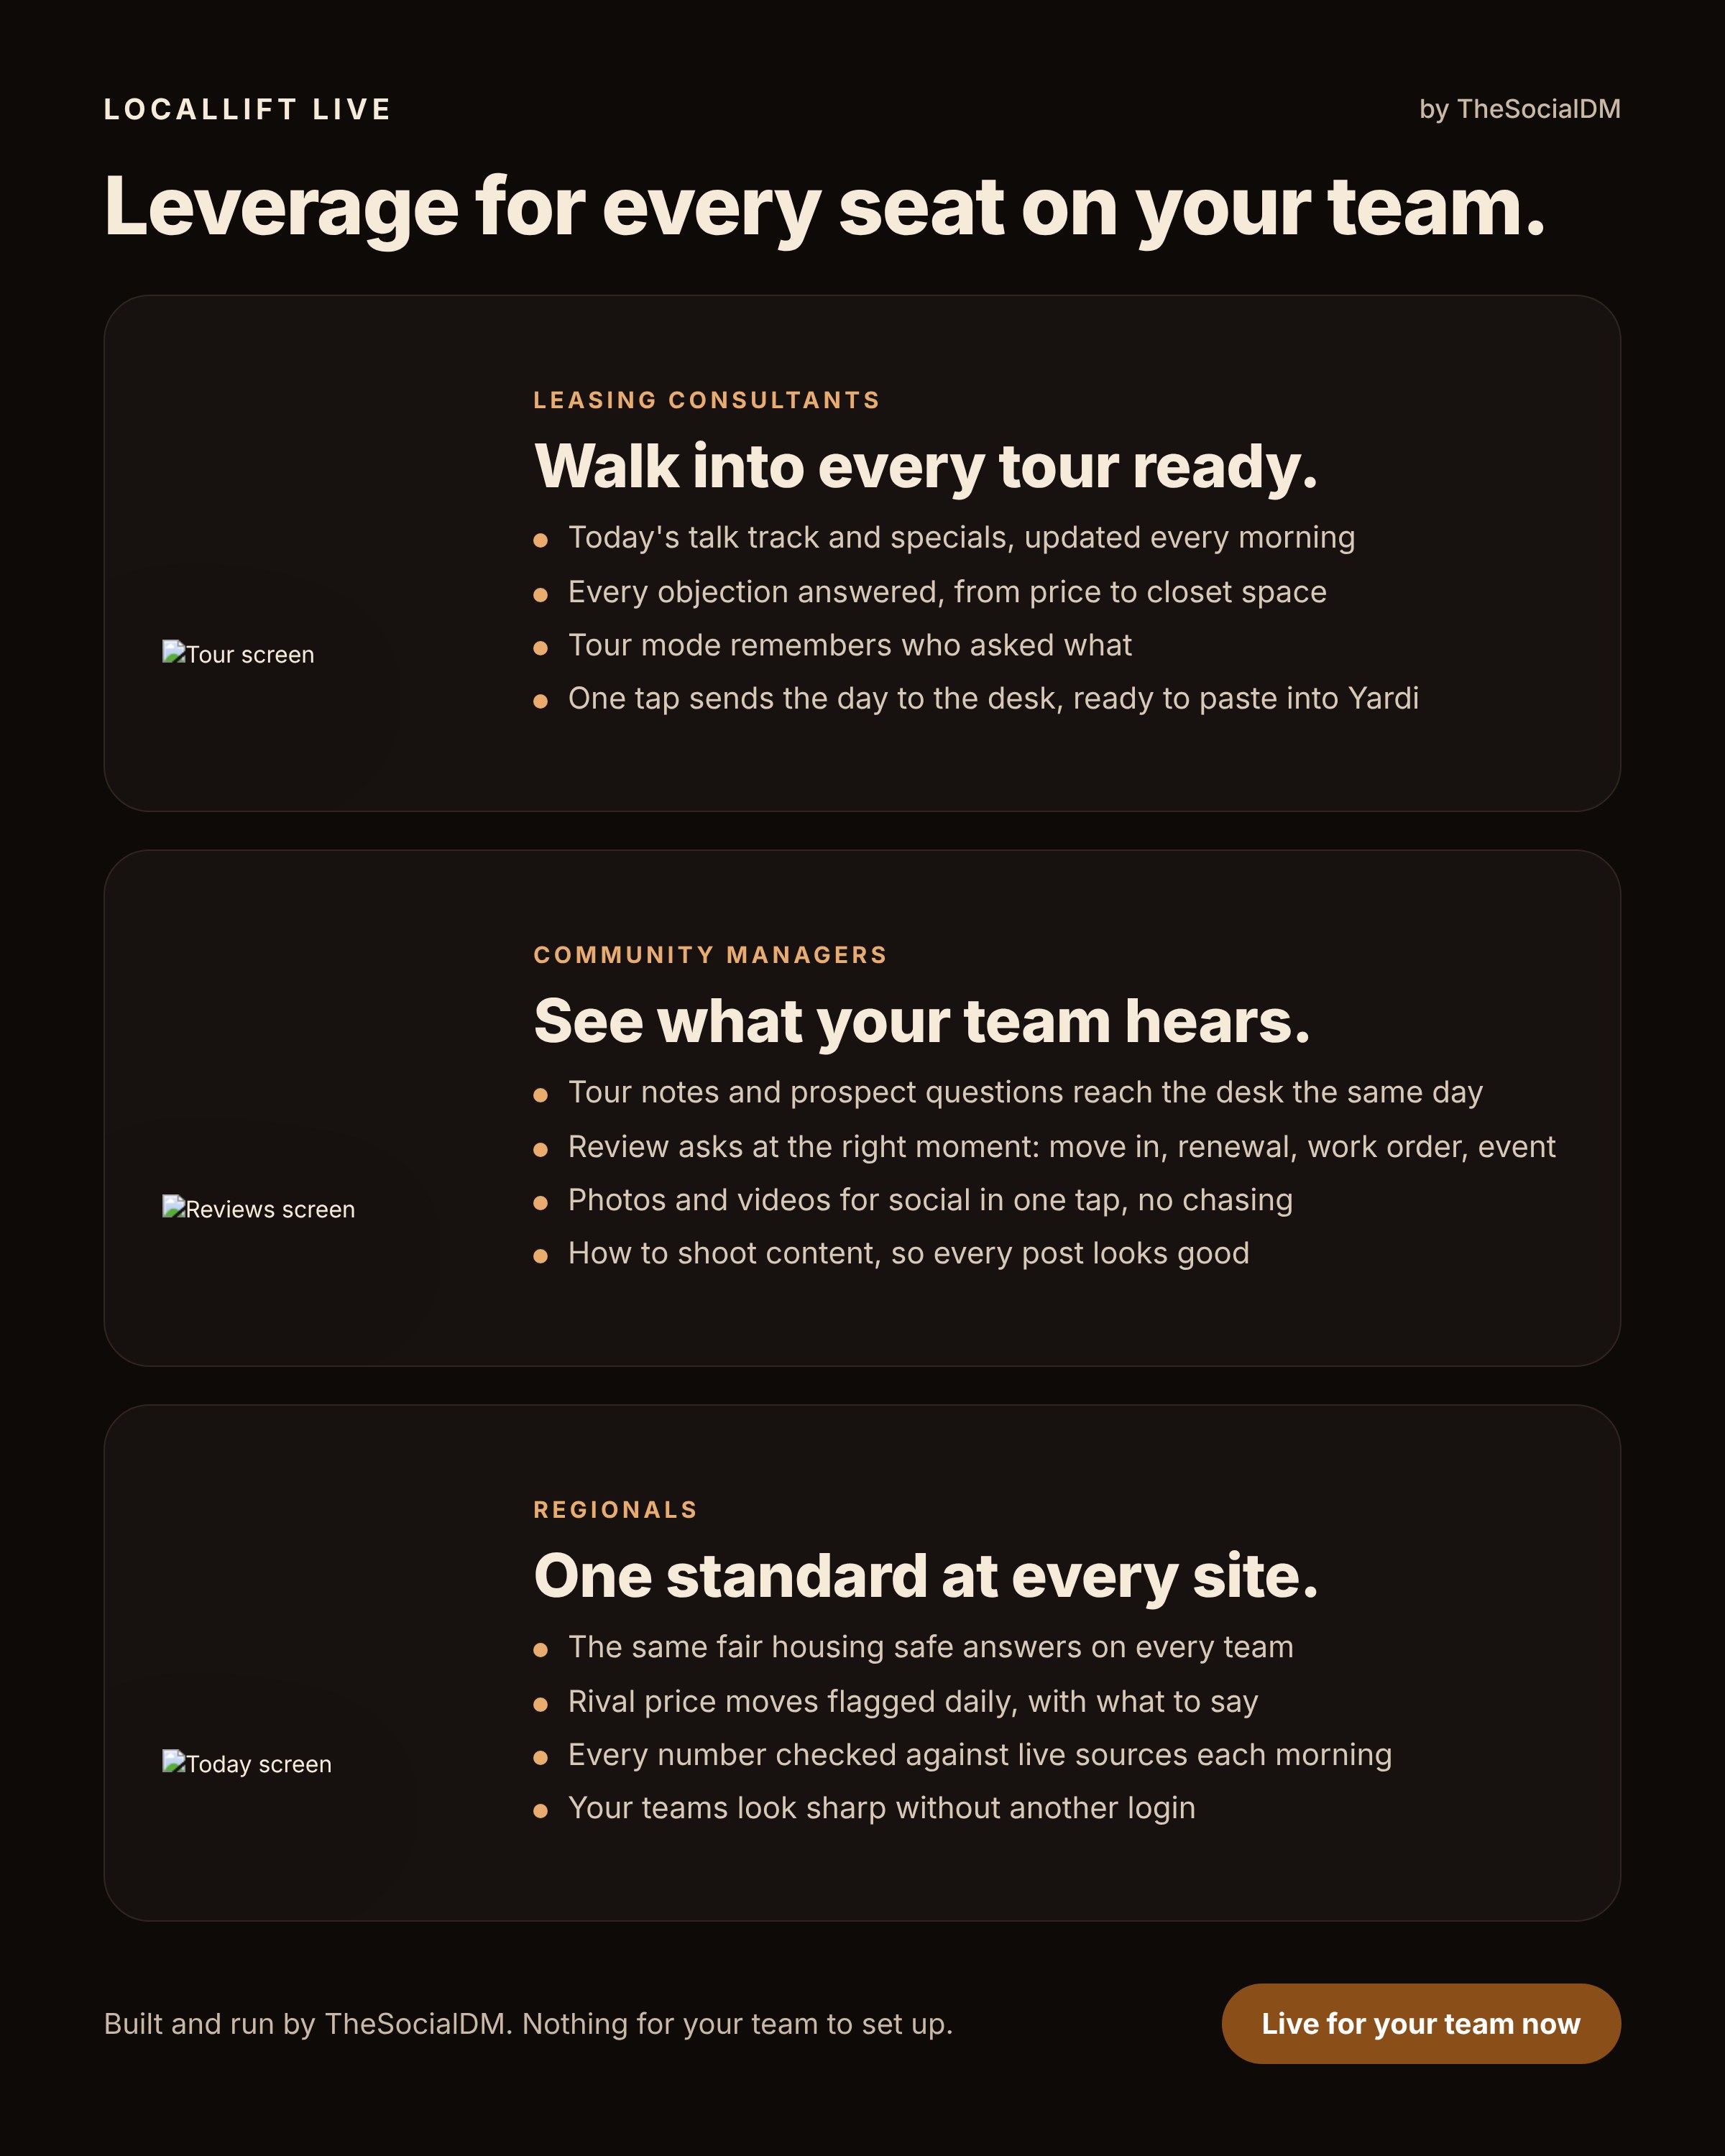 LOCALLIFT LIVE
by TheSocialDM
Leverage for every seat on your team.
LEASING CONSULTANTS
Walk into every tour ready.
Today's talk track and specials, updated every morning
Every objection answered, from price to closet space
Tour screen
Tour mode remembers who asked what
One tap sends the day to the desk, ready to paste into Yardi
COMMUNITY MANAGERS
See what your team hears.
Tour notes and prospect questions reach the desk the same day
Review asks at the right moment: move in, renewal, work order, event
Reviews screen
Photos and videos for social in one tap, no chasing
How to shoot content, so every post looks good
REGIONALS
One standard at every site.
The same fair housing safe answers on every team
Rival price moves flagged daily, with what to say
Today screen
Every number checked against live sources each morning
Your teams look sharp without another login
Built and run by TheSocialDM. Nothing for your team to set up.
Live for your team now